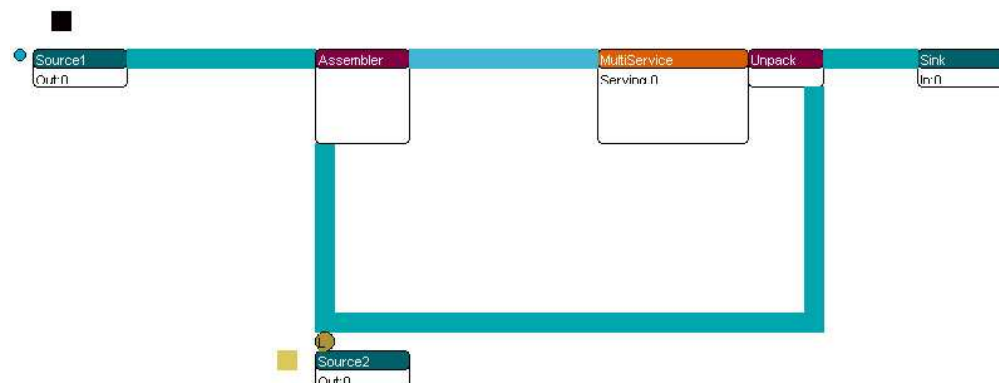 Source1
Out:0
Assembler
MultiService
Serving:0
Unpack
Sink
In:0
L
Source2
Out:0